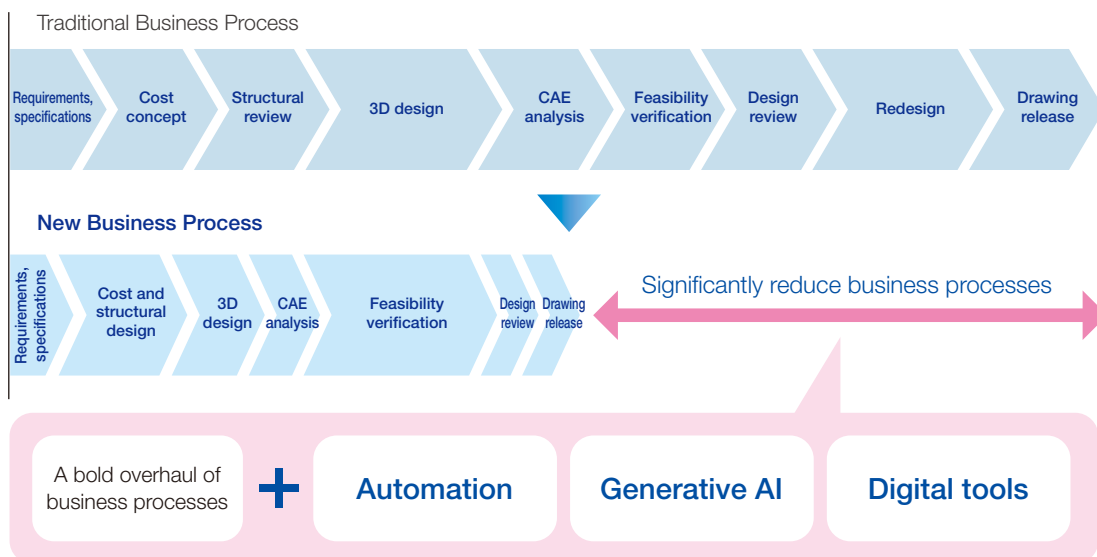 Traditional Business Process
Requirements,
specifications
Cost
concept
Structural
review
3D design
CAE
analysis
Feasibility
verification
Design
review
Redesign
Drawing
release
New Business Process
Requirements,
specifications
Cost and
structural
design
3D
design
CAE
analysis
Feasibility
verification
Design
review
Drawing
release
Significantly reduce business processes
A bold overhaul of
business processes
+
Automation
Generative AI
Digital tools